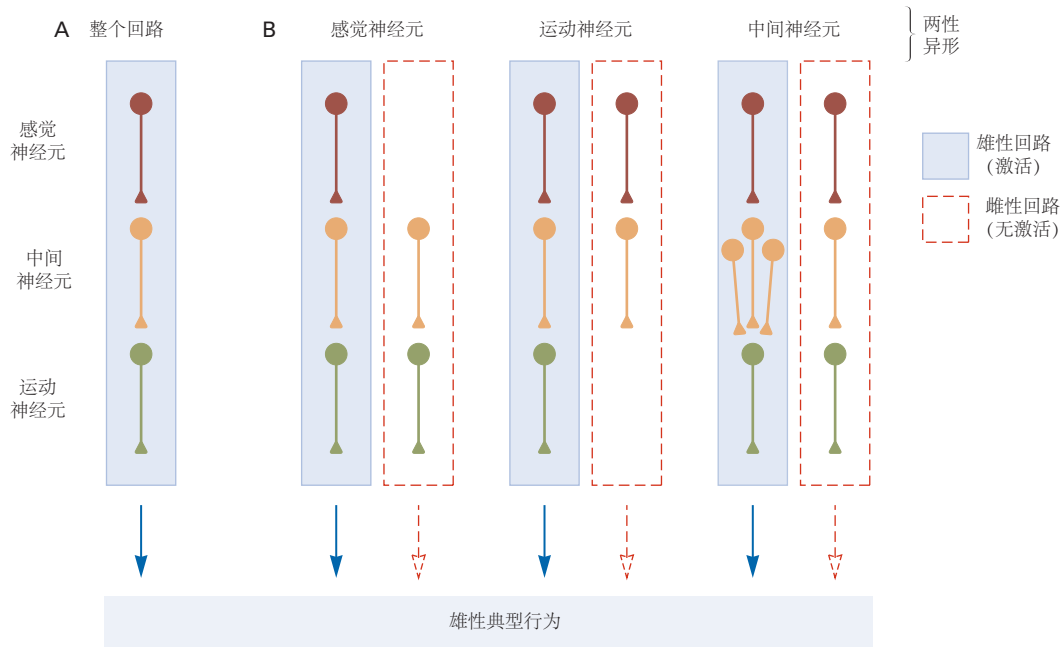 A 整个回路
B 感觉神经元 运动神经元 中间神经元
两性
异形
感觉
神经元
中间
神经元
运动
神经元
雄性回路
(激活)
雌性回路
(无激活)
雄性典型行为